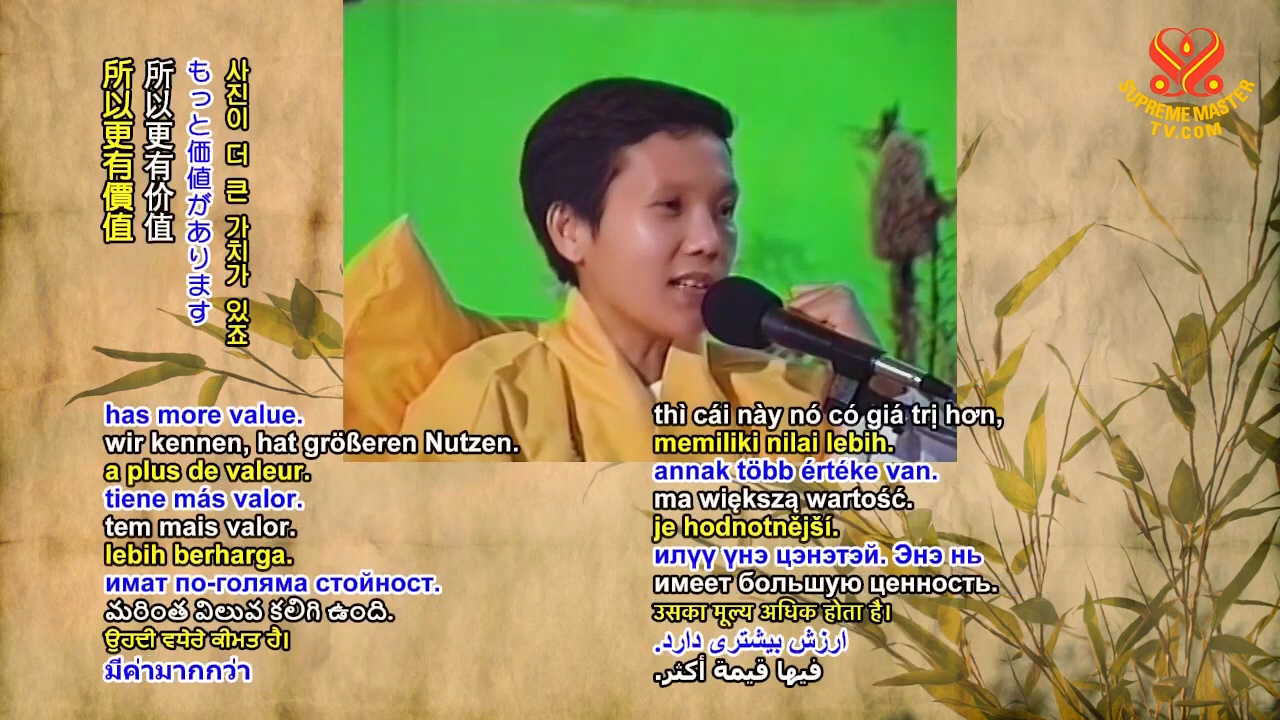 사진이 더 큰 가치가 있죠
もっと価値があります
所以更有价值
所以更有價值
SUPREME MASTER
TV.COM
has more value.
wir kennen, hat größeren Nutzen.
a plus de valeur.
tiene más valor.
tem mais valor.
lebih berharga.
имат по-голяма стойност.
మరింత విలువ కలిగి ఉంది.
ਉਹਦੀ ਵਧੇਰੇ ਕੀਮਤ ਹੈ।
มีค่ามากกว่า
thì cái này nó có giá trị hơn,
memiliki nilai lebih.
annak több értéke van.
ma większą wartość.
je hodnotnější.
илүү үнэ цэнэтэй. Энэ нь
имеет большую ценность.
उसका मूल्य अधिक होता है।
ارزش بیشتری دارد.
فيها قيمة أكثر.